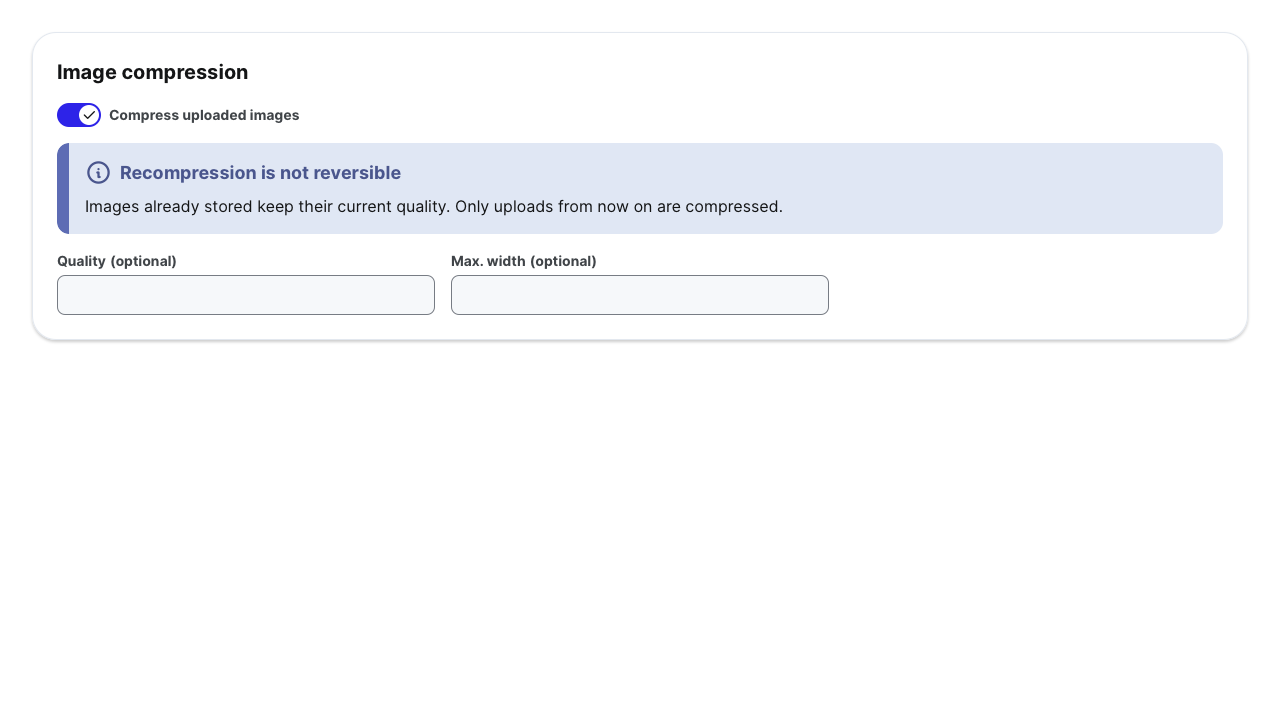 Image compression
Compress uploaded images
Recompression is not reversible
Images already stored keep their current quality. Only uploads from now on are compressed.
Quality (optional)
Max. width (optional)